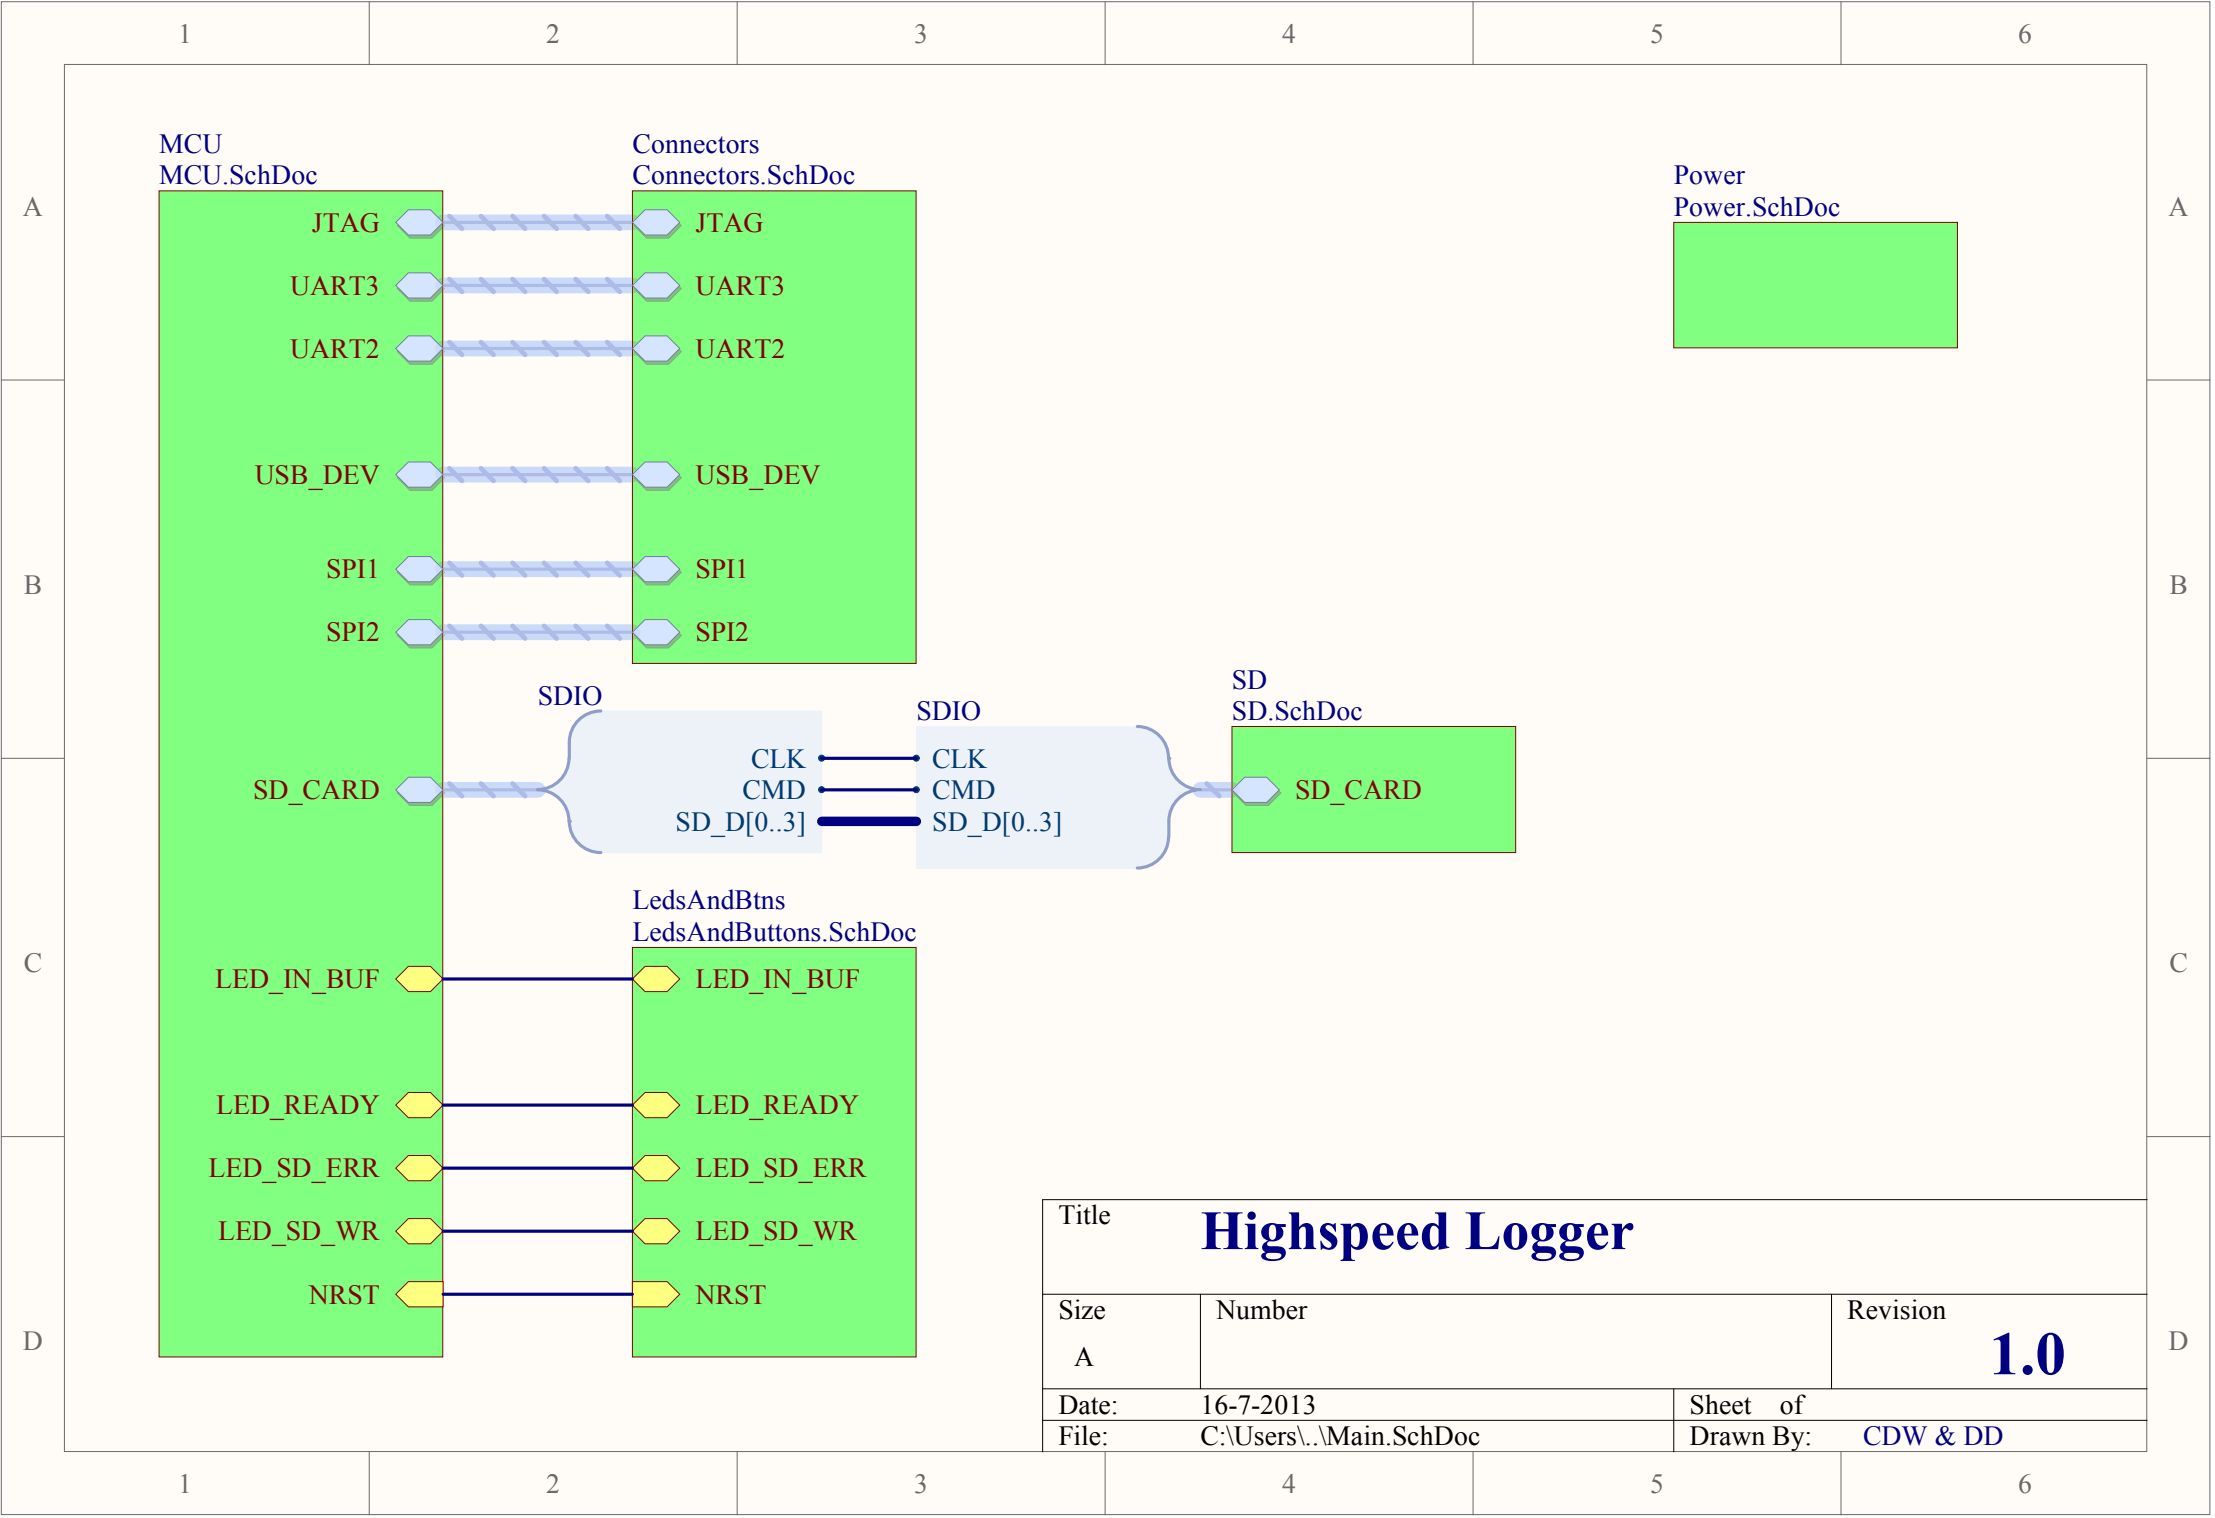 1 2 3 4 5 6
MCU
MCU.SchDoc
Connectors
Connectors.SchDoc
Power
Power.SchDoc
A A
JTAG JTAG
UART3 UART3
UART2 UART2
USB_DEV USB_DEV
SPI1 SPI1
B B
SPI2 SPI2
SDIO
SDIO
SD
SD.SchDoc
CLK CLK
CMD CMD
SD_D[0..3] SD_D[0..3]
SD_CARD SD_CARD
LedsAndBtns
LedsAndButtons.SchDoc
C C
LED_IN_BUF LED_IN_BUF
LED_READY LED_READY
LED_SD_ERR LED_SD_ERR
LED_SD_WR LED_SD_WR
NRST NRST
D D
Title Highspeed Logger
Size Number Revision
A 1.0
Date: 16-7-2013 Sheet of
File: C:\Users\..\Main.SchDoc Drawn By: CDW & DD
1 2 3 4 5 6